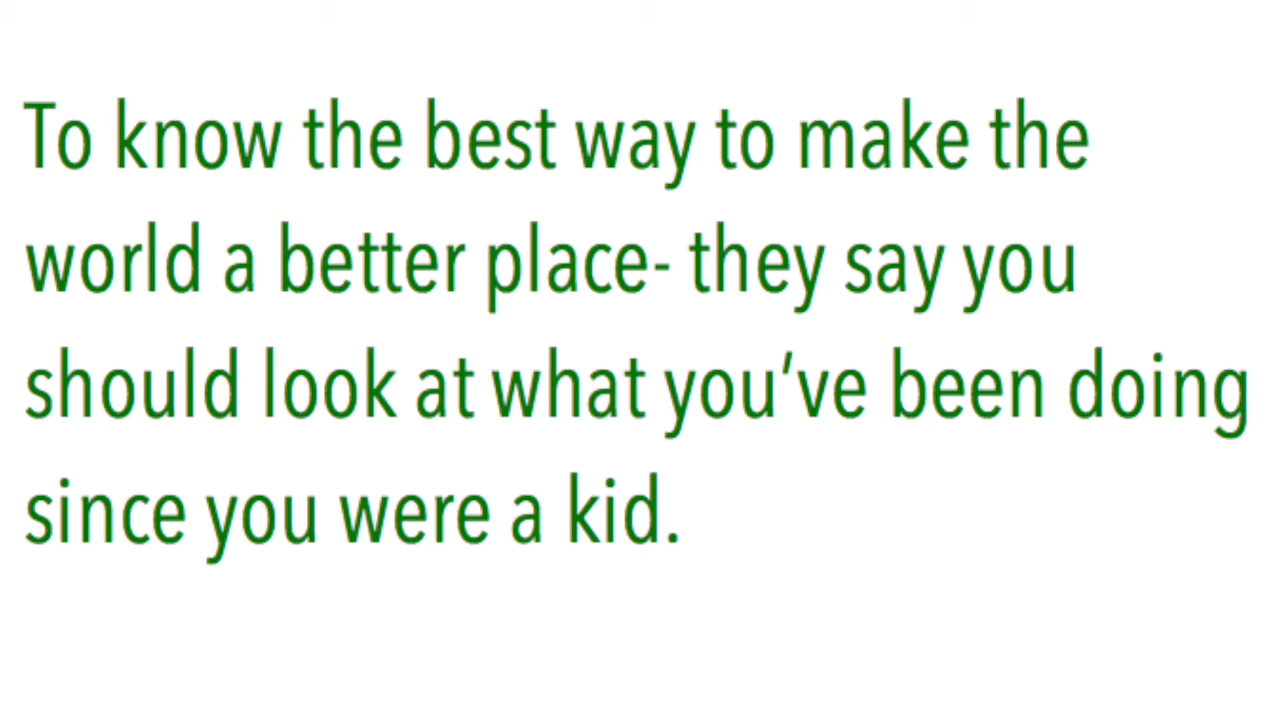 To know the best way to make the
world a better place- they say you
should look at what you’ve been doing
since you were a kid.